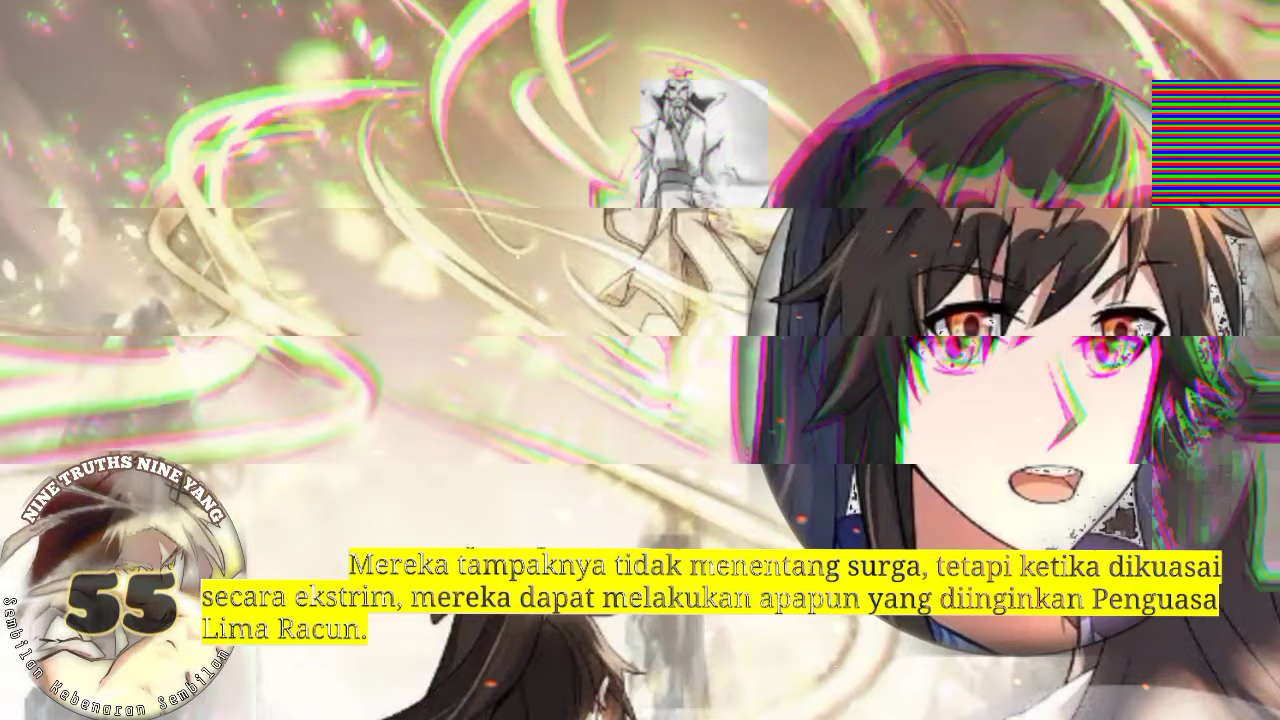 NINE TRUTHS NINE YANG
55
Sembilan Kebenaran Sembilan
Mereka tampaknya tidak menentang surga, tetapi ketika dikuasai
secara ekstrim, mereka dapat melakukan apapun yang diinginkan Penguasa
Lima Racun.